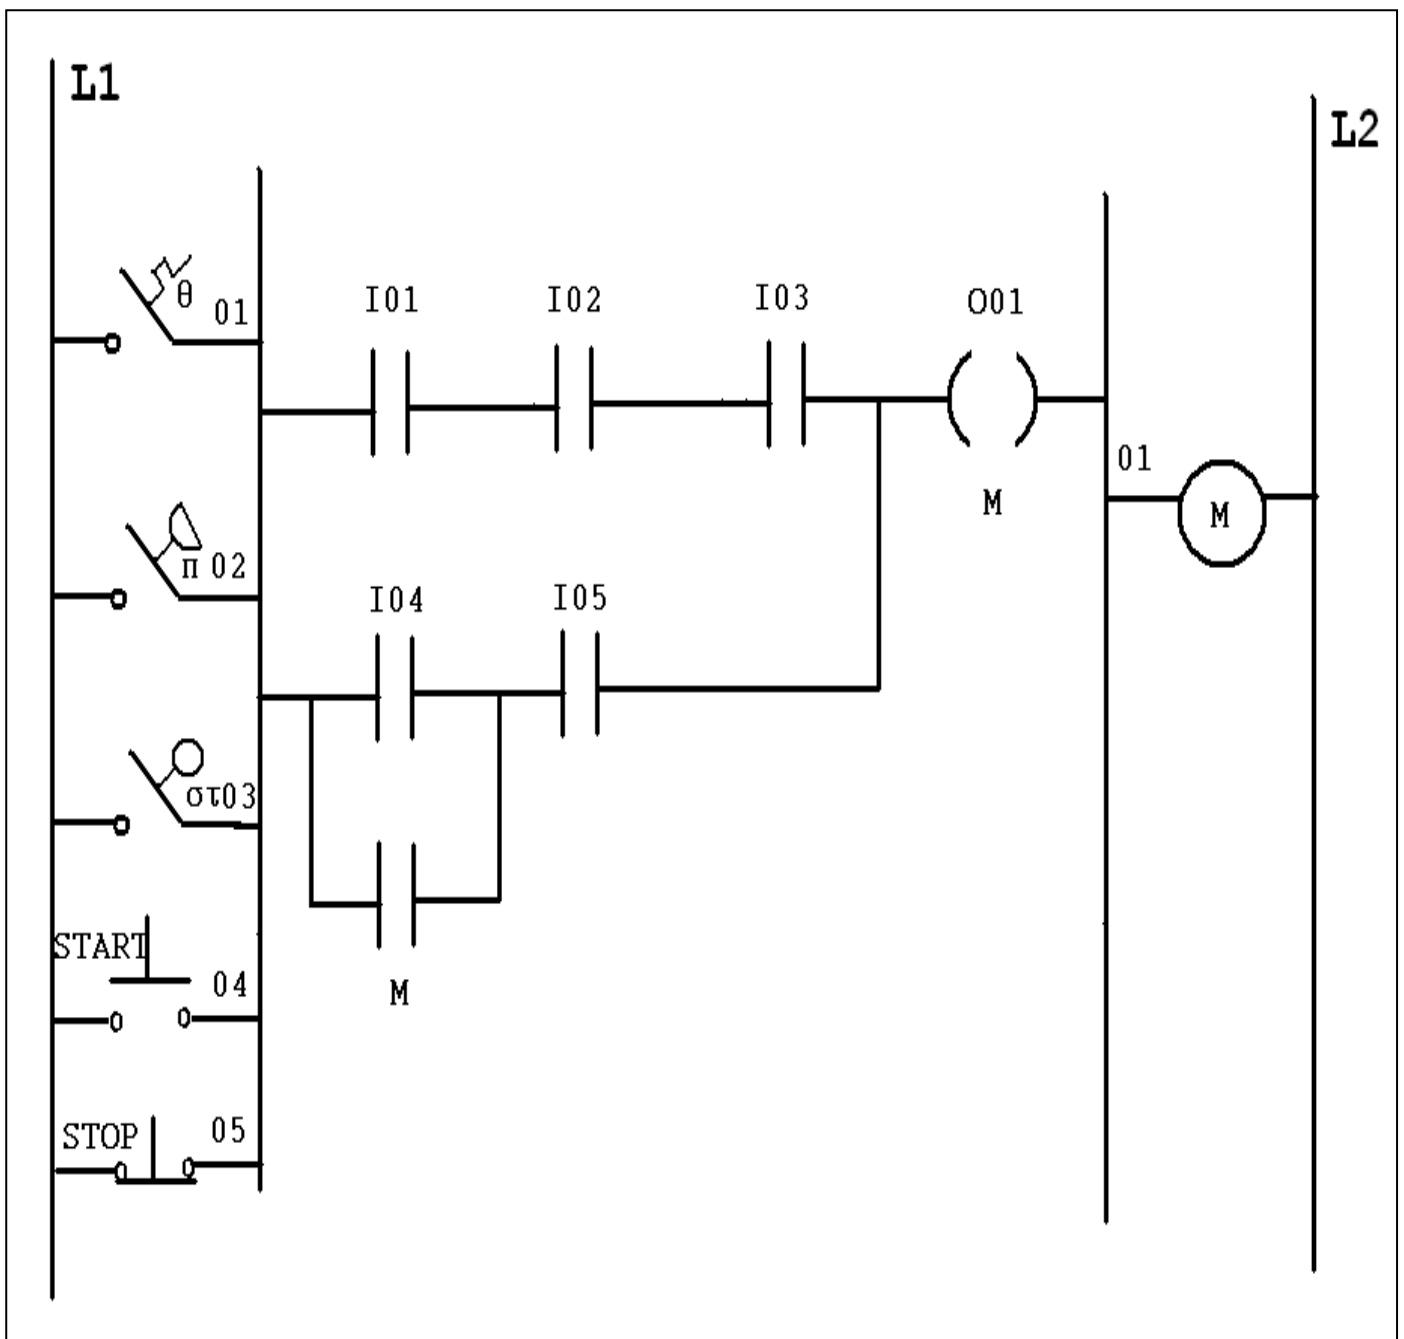 L1
L2
θ 01
I01 I02 I03 O01
01
M
M
π 02
I04 I05
στ03
START
04
M
STOP 05